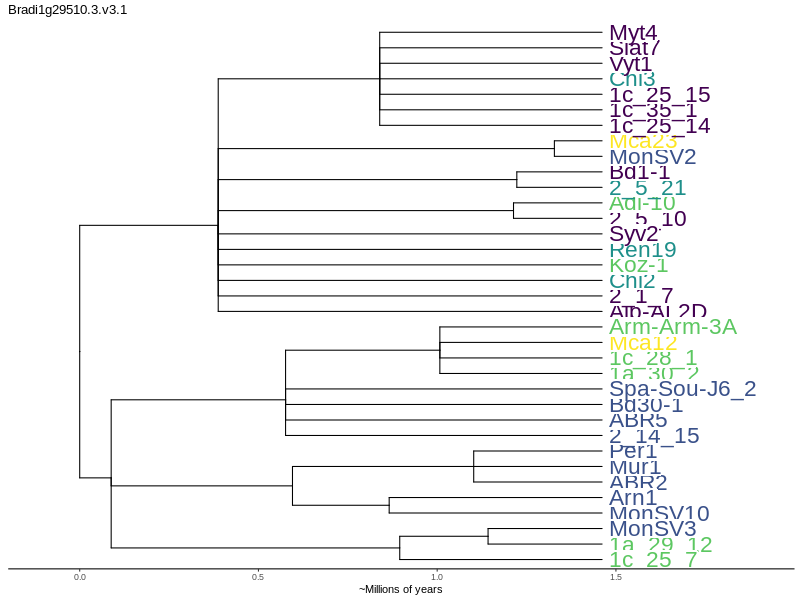 Bradi1g29510.3.v3.1
Myt4
Siat7
Vyt1
Chi3
1c_25_15
1c_35_1
1c_25_14
Mca23
MonSV2
Bd1-1
2_5_21
Adi-10
2_5_10
Syv2
Ren19
Koz-1
Chi2
2_1_7
Alb-AL2D
Arm-Arm-3A
Mca12
1c_28_1
1a_30_2
Spa-Sou-J6_2
Bd30-1
ABR5
2_14_15
Per1
Mur1
ABR2
Arn1
MonSV10
MonSV3
1a_29_12
1c_25_7
0.0 0.5 1.0 1.5
~Millions of years